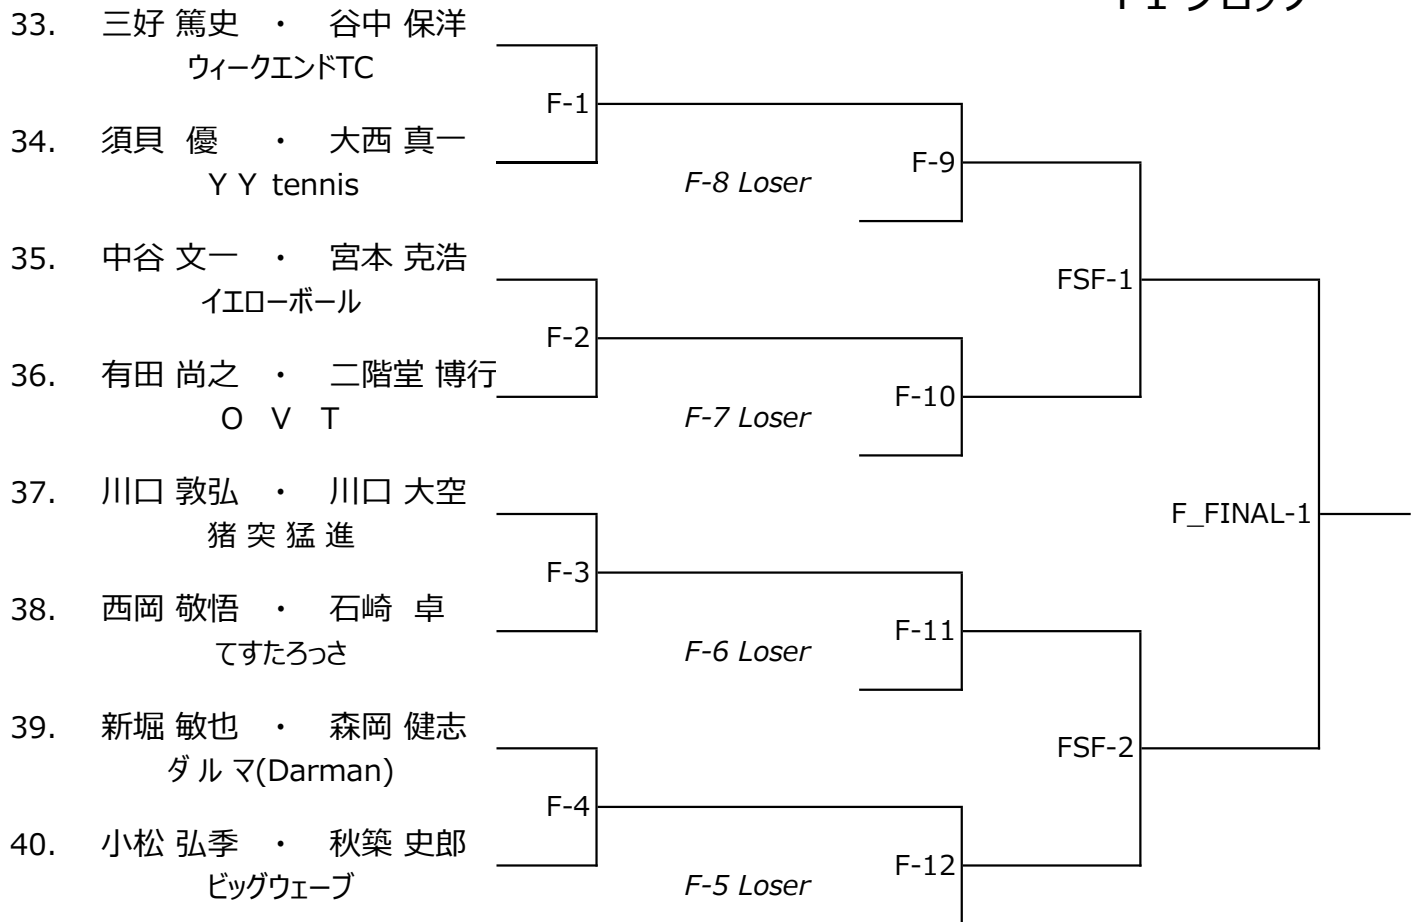 33. 三好 篤史 ・ 谷中 保洋
ウィークエンドTC
F-1
34. 須貝 優 ・ 大西 真一
F-9
ＹＹ tennis
F-8 Loser
35. 中谷 文一 ・ 宮本 克浩
イエローボール
FSF-1
F-2
36. 有田 尚之 ・ 二階堂 博行
F-10
Ｏ Ｖ Ｔ
F-7 Loser
37. 川口 敦弘 ・ 川口 大空
猪 突 猛 進
F_FINAL-1
F-3
38. 西岡 敬悟 ・ 石崎 卓
F-11
てすたろっさ
F-6 Loser
39. 新堀 敏也 ・ 森岡 健志
ダ ル マ(Darman)
FSF-2
F-4
40. 小松 弘季 ・ 秋築 史郎
F-12
ビッグウェーブ
F-5 Loser